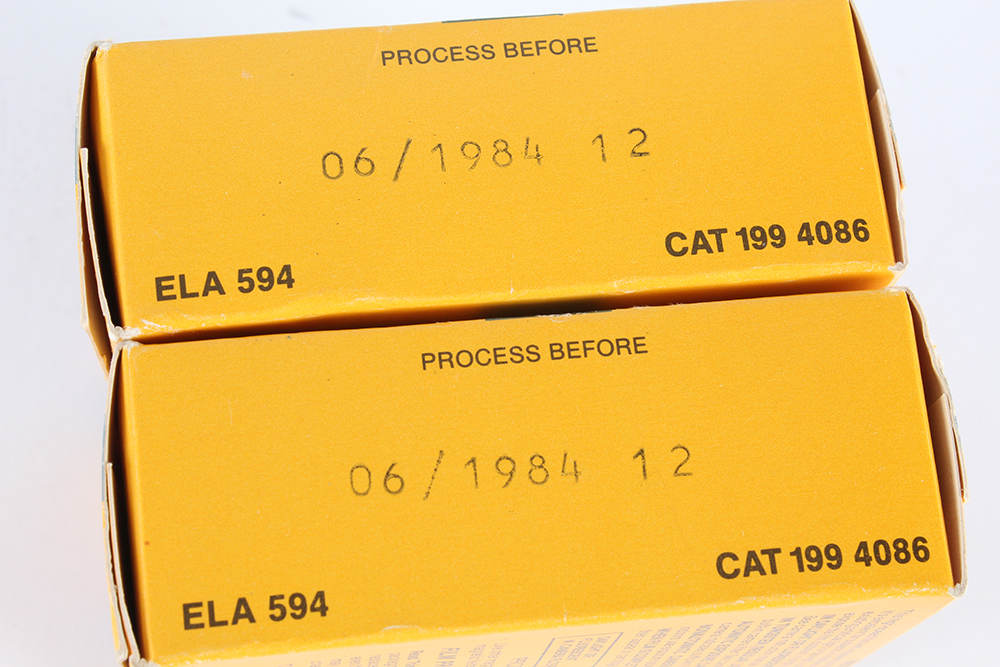 PROCESS BEFORE
06/1984 12
CAT 199 4086
ELA 594
PROCESS BEFORE
06/1984 12
CAT 199 4086
ELA 594